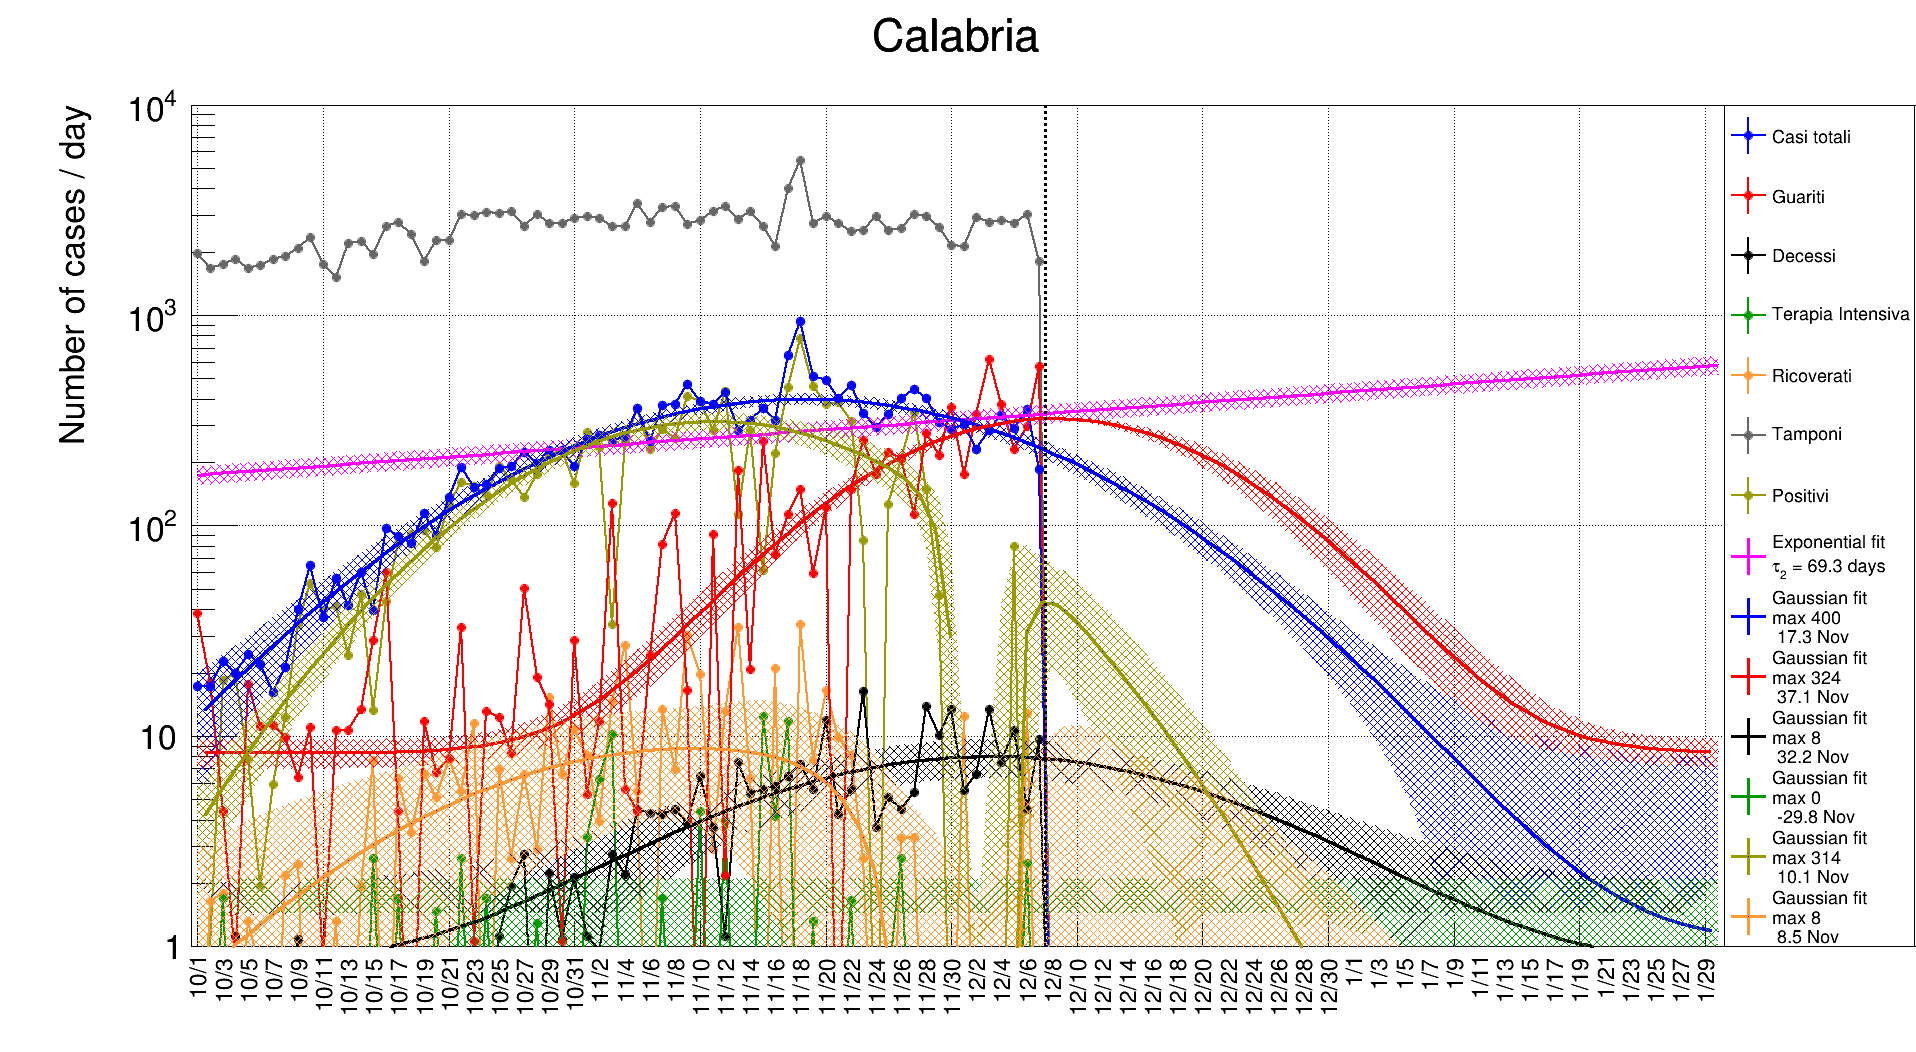 Calabria
Number of cases / day
10⁴
10³
10²
10
1
10/1
10/3
10/5
10/7
10/9
10/11
10/13
10/15
10/17
10/19
10/21
10/23
10/25
10/27
10/29
10/31
11/2
11/4
11/6
11/8
11/10
11/12
11/14
11/16
11/18
11/20
11/22
11/24
11/26
11/28
11/30
12/2
12/4
12/6
12/8
12/10
12/12
12/14
12/16
12/18
12/20
12/22
12/24
12/26
12/28
12/30
1/1
1/3
1/5
1/7
1/9
1/11
1/13
1/15
1/17
1/19
1/21
1/23
1/25
1/27
1/29
Casi totali
Guariti
Decessi
Terapia Intensiva
Ricoverati
Tamponi
Positivi
Exponential fit
τ₂ = 69.3 days
Gaussian fit
max 400
17.3 Nov
Gaussian fit
max 324
37.1 Nov
Gaussian fit
max 8
32.2 Nov
Gaussian fit
max 0
-29.8 Nov
Gaussian fit
max 314
10.1 Nov
Gaussian fit
max 8
8.5 Nov